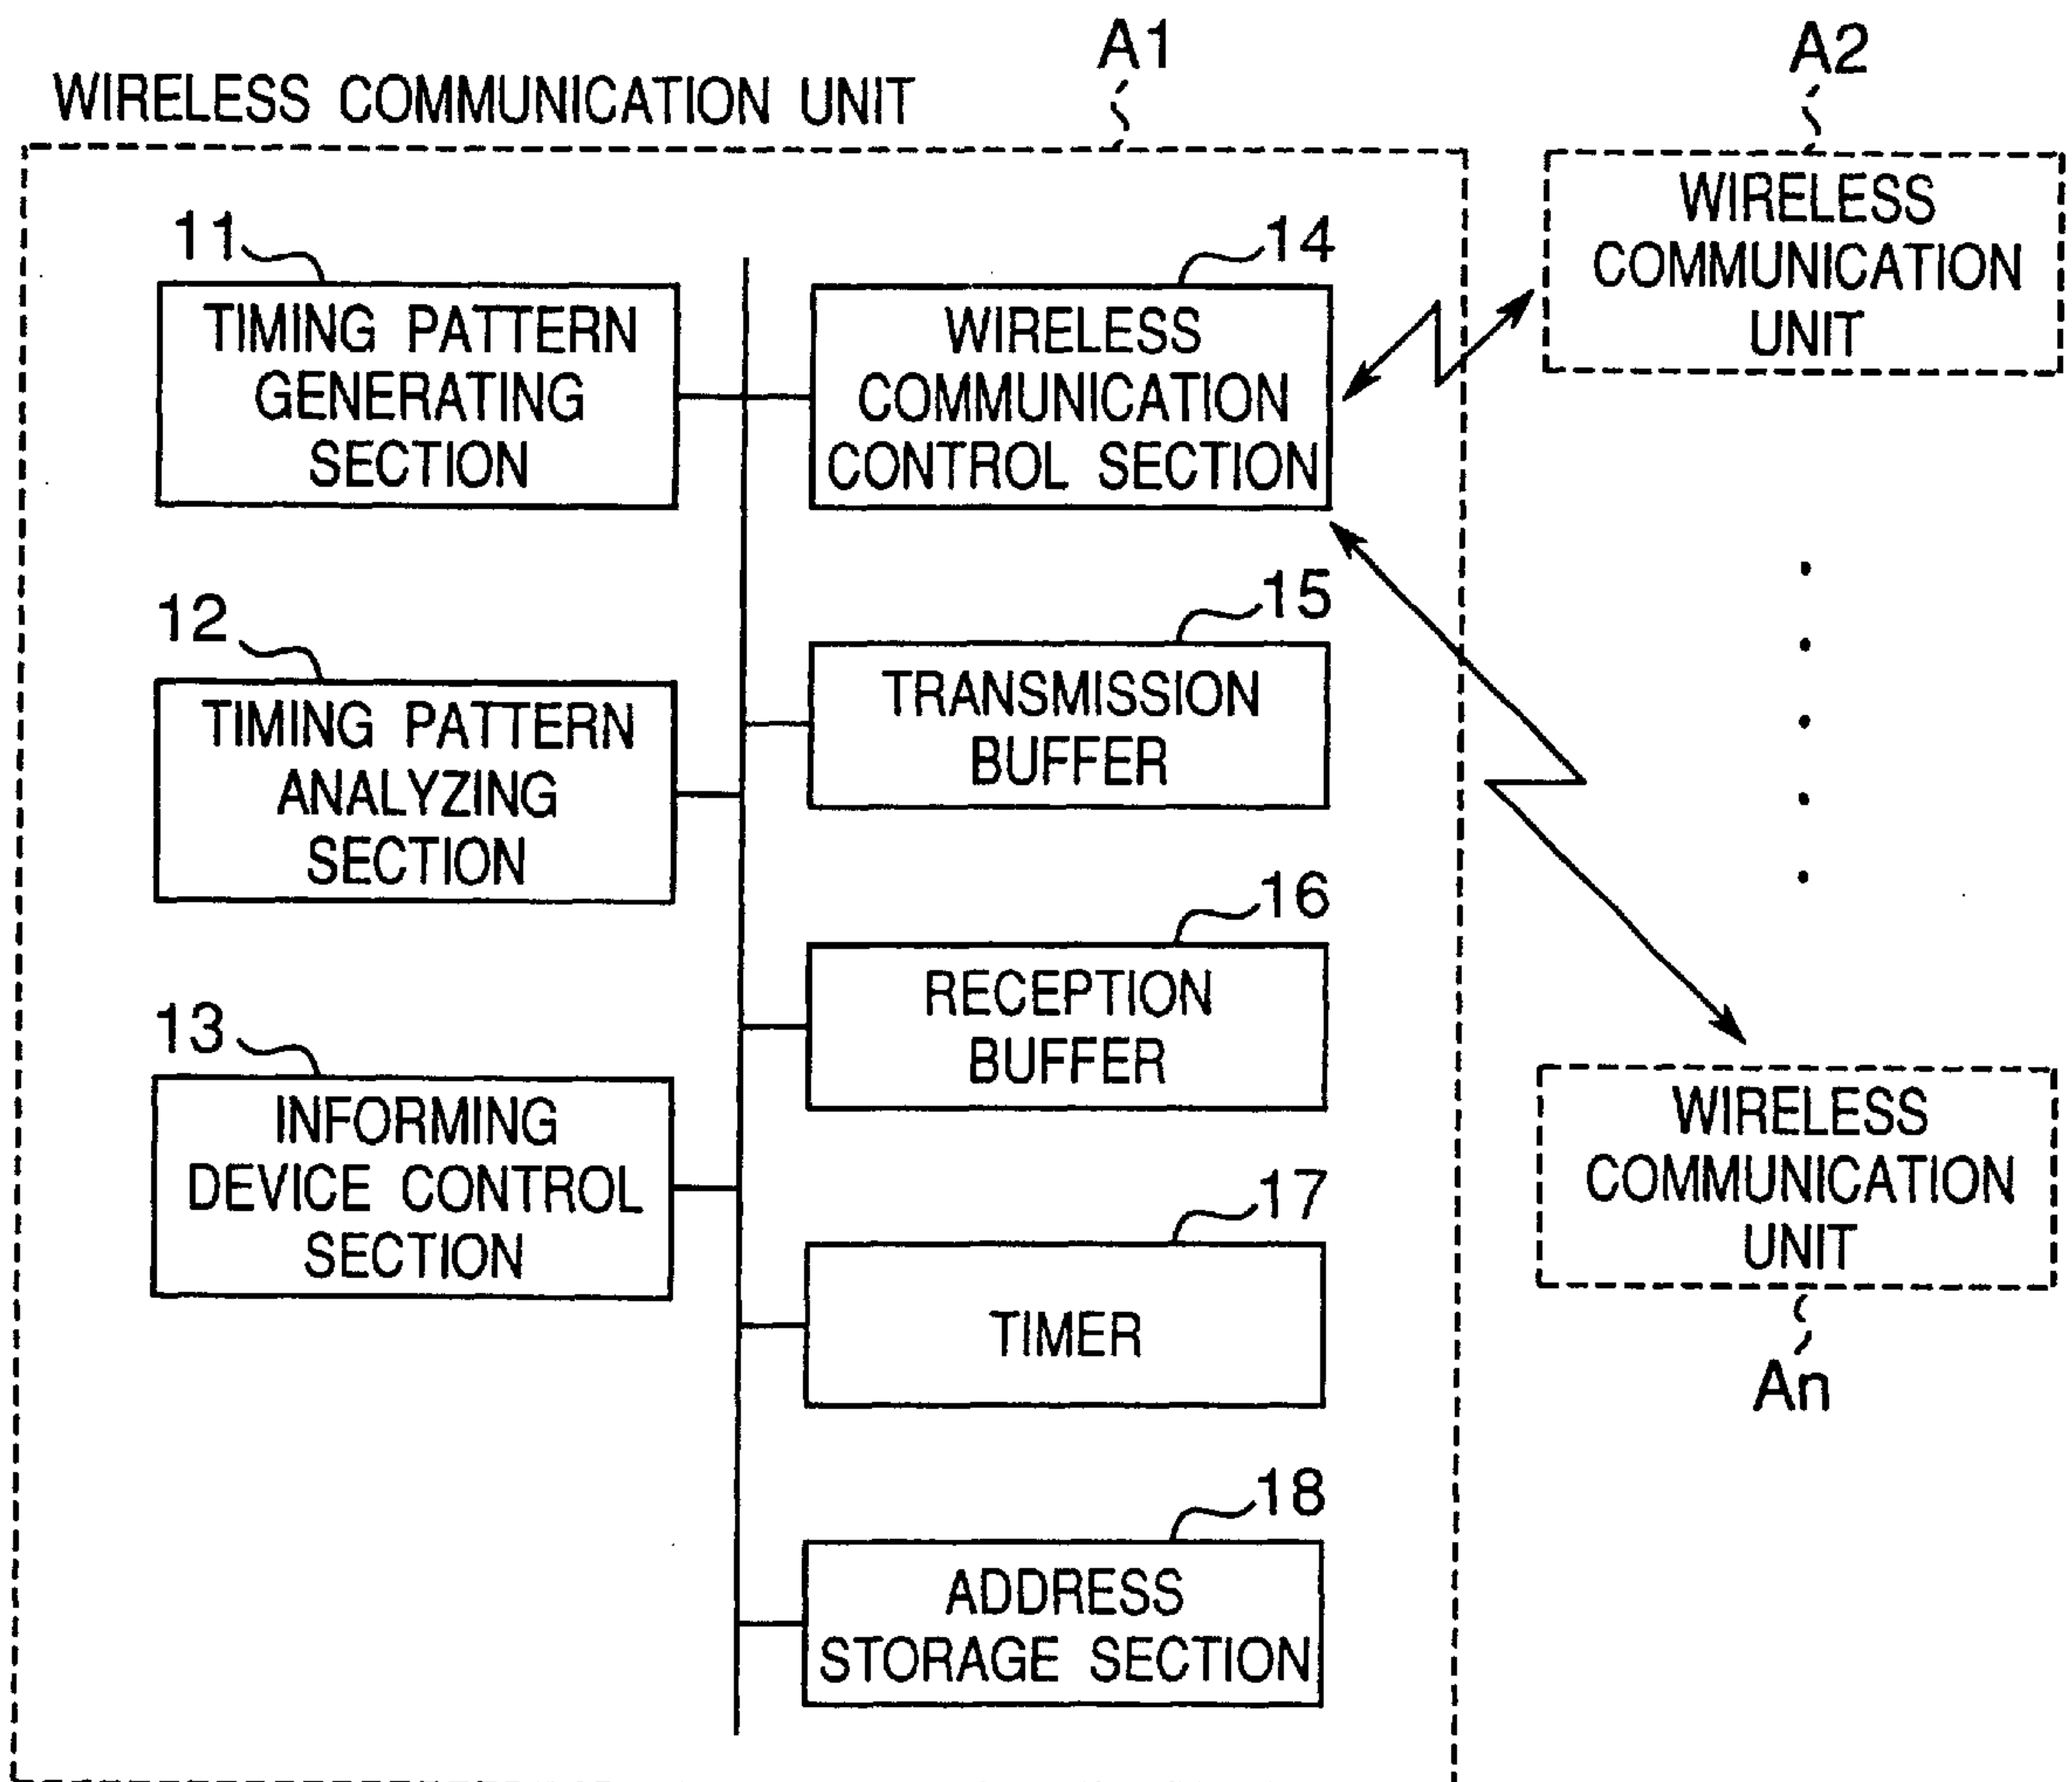 A1
A2
WIRELESS COMMUNICATION UNIT
WIRELESS
COMMUNICATION
UNIT
11
TIMING PATTERN
GENERATING
SECTION
14
WIRELESS
COMMUNICATION
CONTROL SECTION
12
TIMING PATTERN
ANALYZING
SECTION
15
TRANSMISSION
BUFFER
16
RECEPTION
BUFFER
13
INFORMING
DEVICE CONTROL
SECTION
WIRELESS
COMMUNICATION
UNIT
An
17
TIMER
18
ADDRESS
STORAGE SECTION